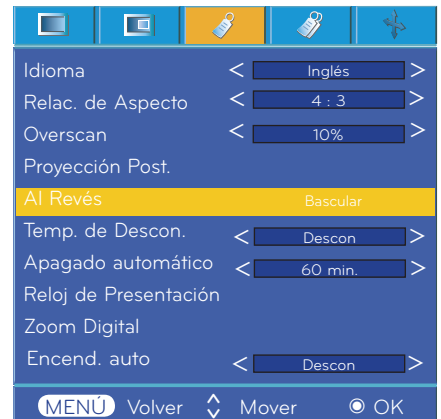 Idioma < Inglés >
Relac. de Aspecto < 4 : 3 >
Overscan < 10% >
Proyección Post.
Al Revés Bascular
Temp. de Descon. < Descon >
Apagado automático < 60 min. >
Reloj de Presentación
Zoom Digital
Encend. auto < Descon >
MENÚ Volver Mover OK